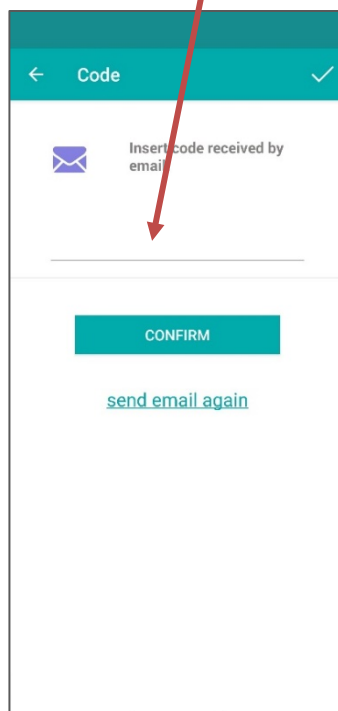 Code
Insert code received by
email
CONFIRM
send email again